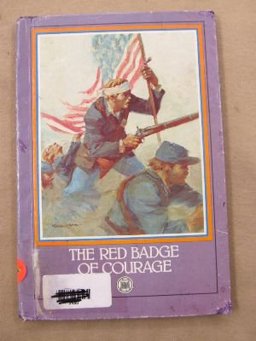 THE RED BADGE
OF COURAGE